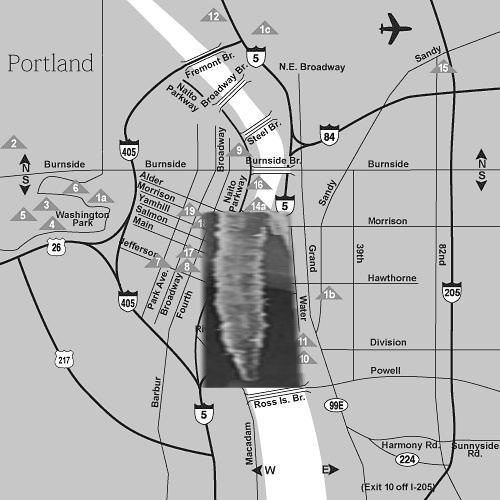 12
1c
5
Sandy
Portland
Fremont Br.
N.E. Broadway
15
Naito
Parkway
Broadway Br.
Steel Br.
84
2
405
Broadway
9
N
S
Burnside
Burnside
Burnside Br.
Burnside
N
S
Alder
Morrison
Yamhill
Salmon
Main
Jefferson
Naito
Parkway
16
14a
5
Sandy
6
1a
3
5
4
Washington
Park
19
1
Morrison
26
7
17
8
Park Ave.
Broadway
Fourth
Grand
39th
82nd
Hawthorne
405
Water
1b
205
217
11
10
Division
Powell
Barbur
5
Ross Is. Br.
99E
Macadam
Harmony Rd.
Sunnyside
Rd.
224
W
E
(Exit 10 off I-205)